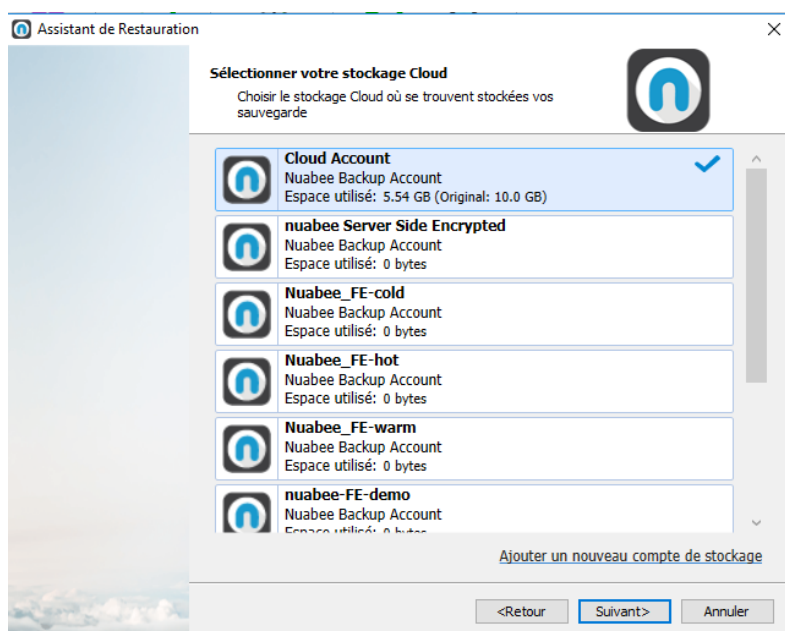 Assistant de Restauration
Sélectionner votre stockage Cloud
Choisir le stockage Cloud où se trouvent stockées vos
sauvegarde
Cloud Account
Nuabee Backup Account
Espace utilisé: 5.54 GB (Original: 10.0 GB)
nuabee Server Side Encrypted
Nuabee Backup Account
Espace utilisé: 0 bytes
Nuabee_FE-cold
Nuabee Backup Account
Espace utilisé: 0 bytes
Nuabee_FE-hot
Nuabee Backup Account
Espace utilisé: 0 bytes
Nuabee_FE-warm
Nuabee Backup Account
Espace utilisé: 0 bytes
nuabee-FE-demo
Nuabee Backup Account
Espace utilisé: 0 bytes
Ajouter un nouveau compte de stockage
<Retour Suivant> Annuler